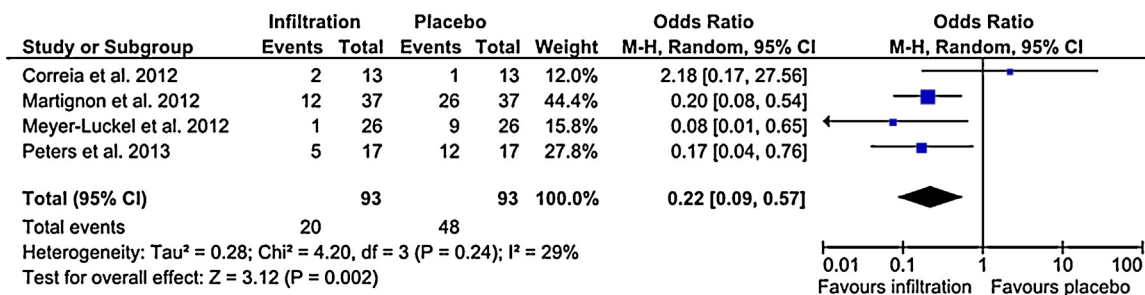 Infiltration Placebo Odds Ratio Odds Ratio
Study or Subgroup Events Total Events Total Weight M-H, Random, 95% CI M-H, Random, 95% CI
Correia et al. 2012 2 13 1 13 12.0% 2.18 [0.17, 27.56]
Martignon et al. 2012 12 37 26 37 44.4% 0.20 [0.08, 0.54]
Meyer-Luckel et al. 2012 1 26 9 26 15.8% 0.08 [0.01, 0.65]
Peters et al. 2013 5 17 12 17 27.8% 0.17 [0.04, 0.76]
Total (95% CI) 93 93 100.0% 0.22 [0.09, 0.57]
Total events 20 48
Heterogeneity: Tau² = 0.28; Chi² = 4.20, df = 3 (P = 0.24); I² = 29%
Test for overall effect: Z = 3.12 (P = 0.002)
0.01 0.1 1 10 100
Favours infiltration Favours placebo